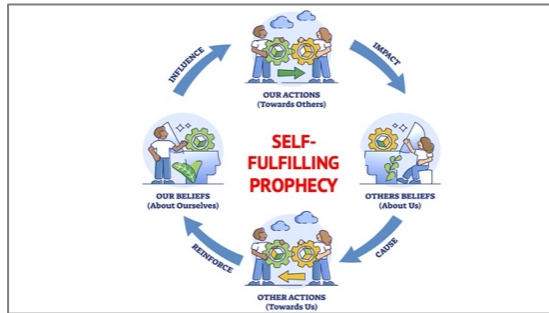 INFLUENCE
IMPACT
OUR ACTIONS
(Towards Others)
SELF-
FULFILLING
PROPHECY
OUR BELIEFS
(About Ourselves)
OTHERS BELIEFS
(About Us)
REINFORCE
CAUSE
OTHER ACTIONS
(Towards Us)